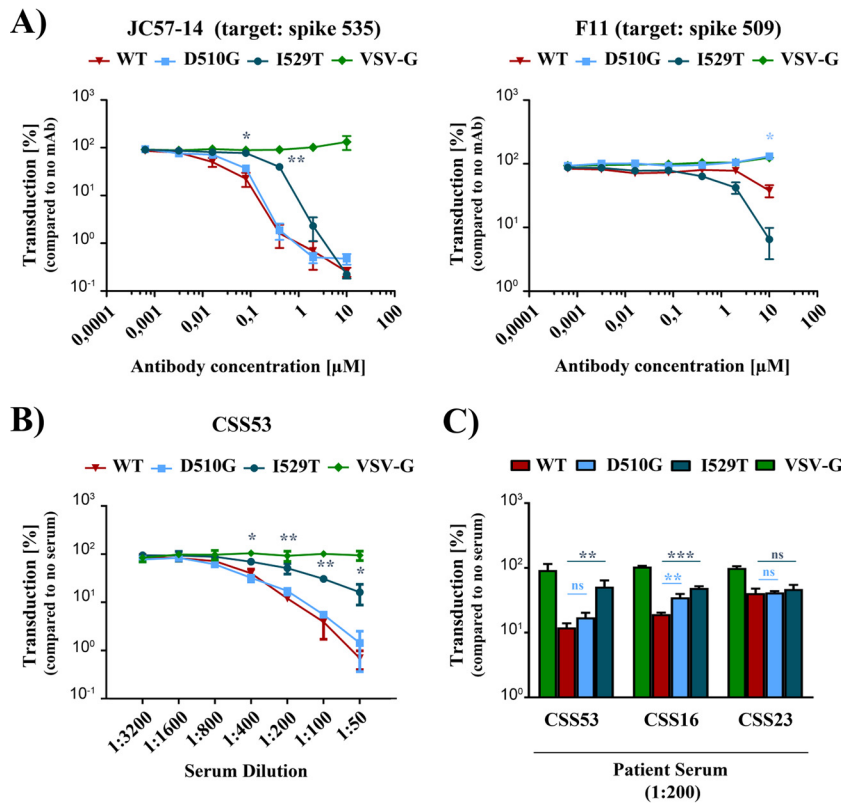 A)
JC57-14 (target: spike 535)
WT D510G I529T VSV-G
Transduction [%]
(compared to no mAb)
10³
10²
10¹
10⁰
10⁻¹
*
**
0,0001
0,001
0,01
0,1
1
10
100
Antibody concentration [µM]
F11 (target: spike 509)
WT D510G I529T VSV-G
Transduction [%]
(compared to no mAb)
10³
10²
10¹
10⁰
*
0,0001
0,001
0,01
0,1
1
10
100
Antibody concentration [µM]
B)
CSS53
WT D510G I529T VSV-G
Transduction [%]
(compared to no serum)
10³
10²
10¹
10⁰
10⁻¹
* ** ** *
1:3200
1:1600
1:800
1:400
1:200
1:100
1:50
Serum Dilution
C)
WT D510G I529T VSV-G
Transduction [%]
(compared to no serum)
10³
10²
10¹
10⁰
** *** ns
ns ** ns
CSS53 CSS16 CSS23
Patient Serum
(1:200)